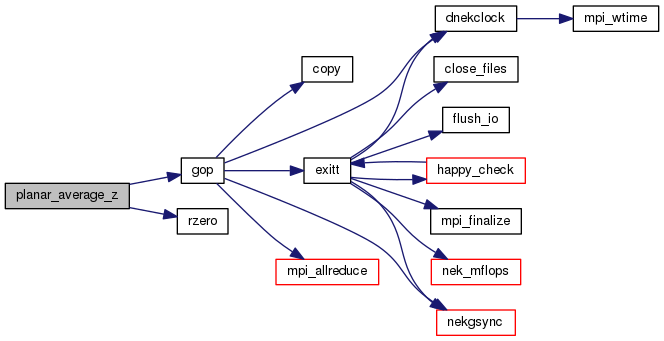 dnekclock
mpi_wtime
copy
close_files
flush_io
gop
exitt
happy_check
planar_average_z
rzero
mpi_finalize
mpi_allreduce
nek_mflops
nekgsync